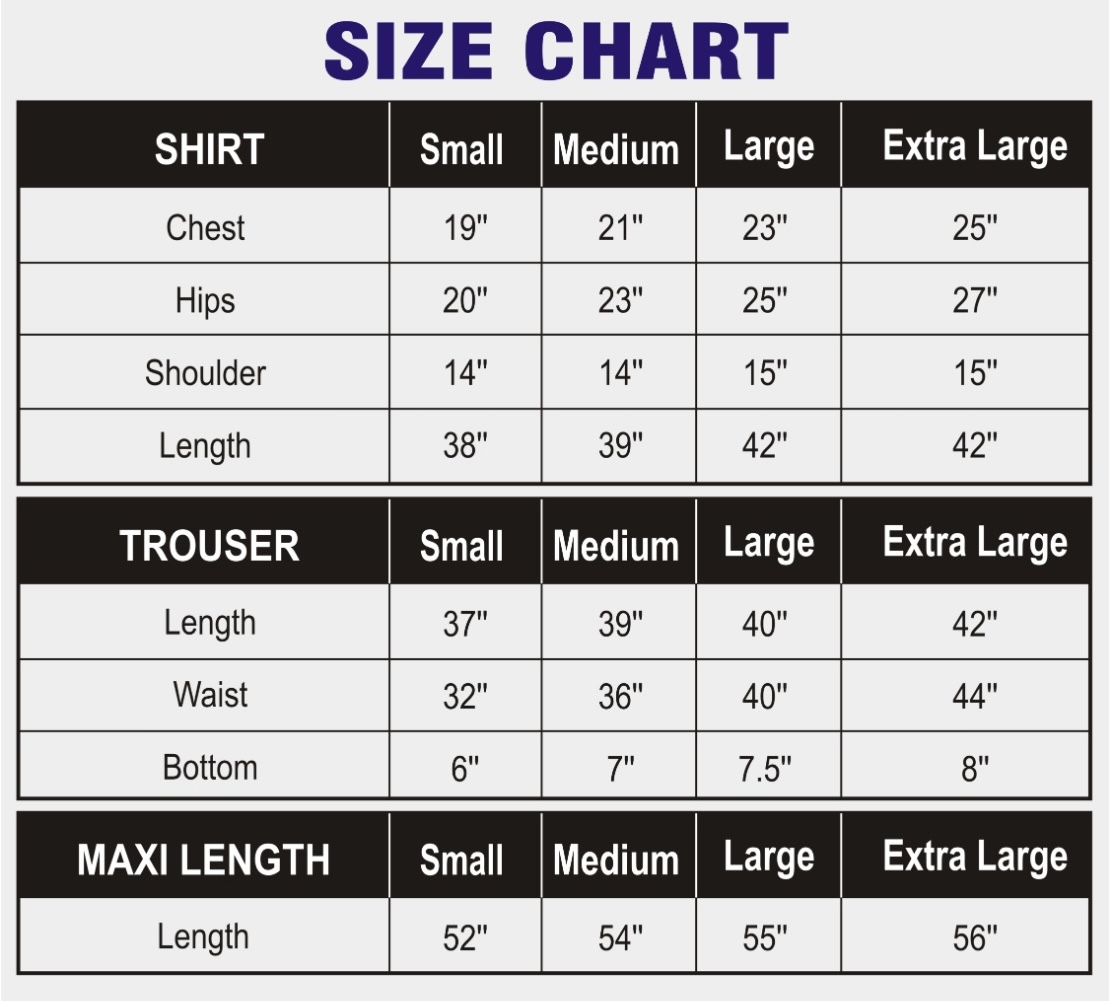 SIZE CHART
SHIRT Small Medium Large Extra Large
Chest 19" 21" 23" 25"
Hips 20" 23" 25" 27"
Shoulder 14" 14" 15" 15"
Length 38" 39" 42" 42"
TROUSER Small Medium Large Extra Large
Length 37" 39" 40" 42"
Waist 32" 36" 40" 44"
Bottom 6" 7" 7.5" 8"
MAXI LENGTH Small Medium Large Extra Large
Length 52" 54" 55" 56"